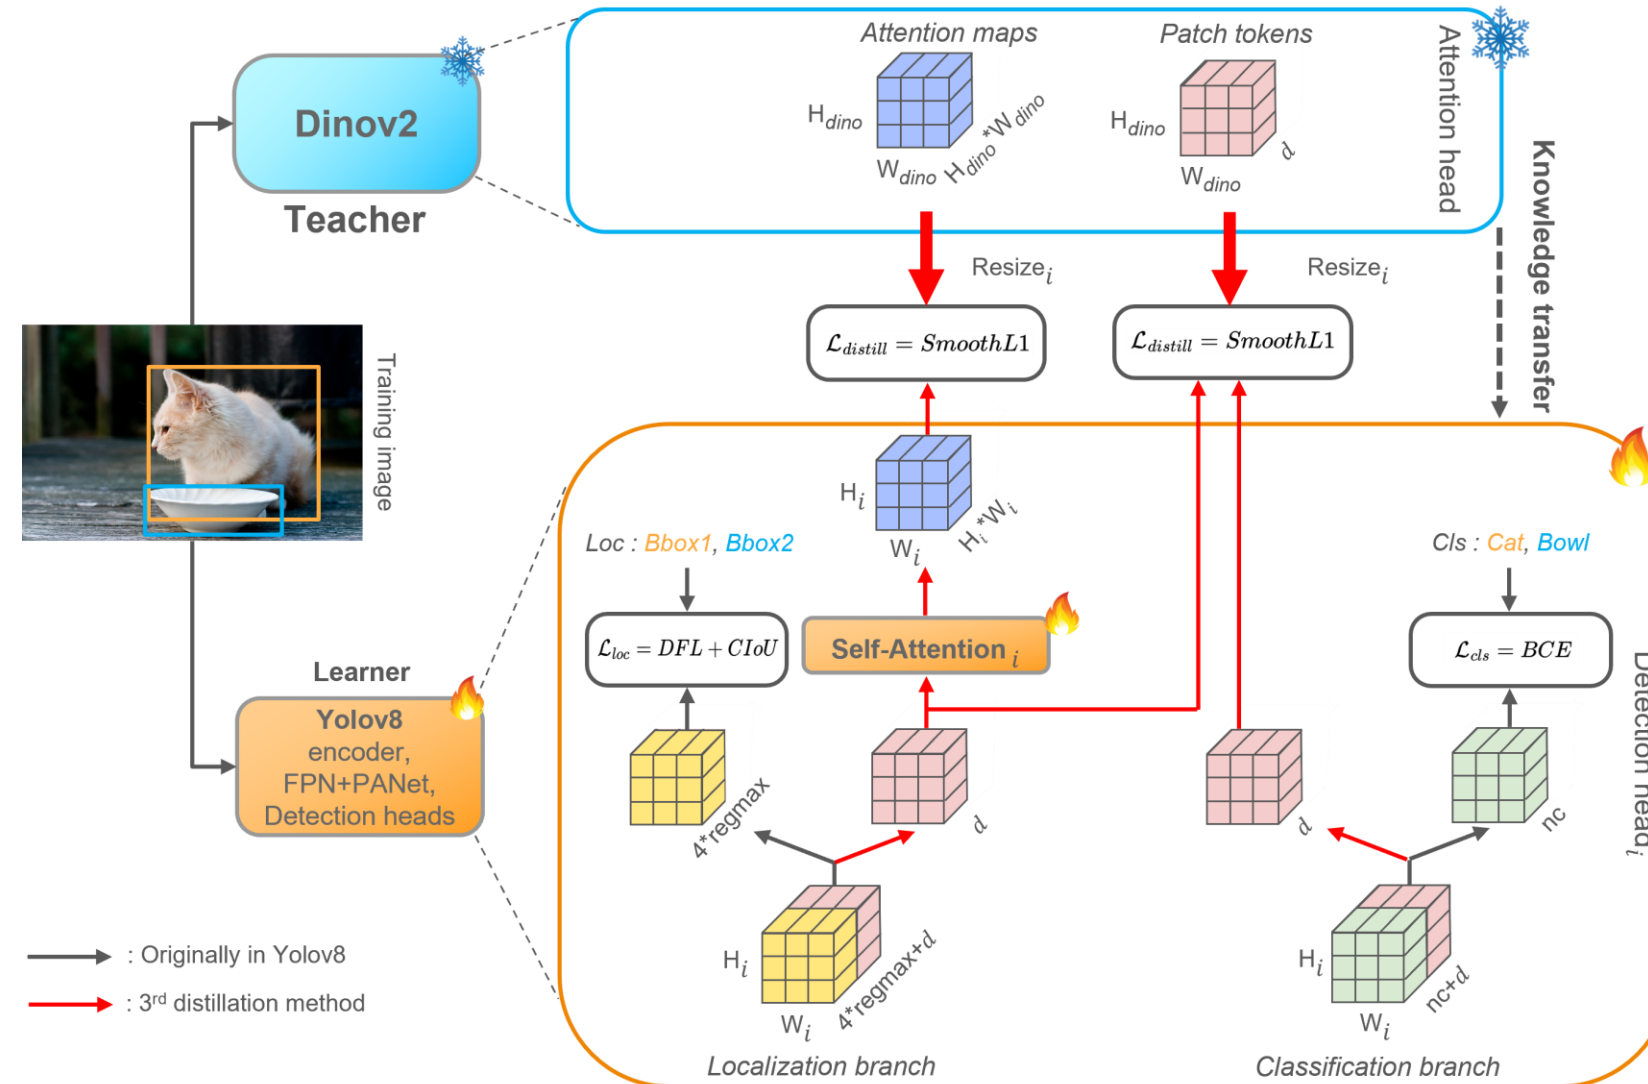 Attention maps
Patch tokens
H_dino
W_dino
H_dino*W_dino
H_dino
W_dino
d
Attention head
Dinov2
Teacher
Knowledge transfer
Resize_i
Resize_i
ℒ_distill = SmoothL1
ℒ_distill = SmoothL1
Training image
H_i
W_i
H_i*W_i
Loc : Bbox1, Bbox2
Cls : Cat, Bowl
ℒ_loc = DFL + CIoU
Self-Attention_i
ℒ_cls = BCE
Learner
Yolov8
encoder,
FPN+PANet,
Detection heads
Detection head_i
4*regmax
d
d
nc
H_i
W_i
4*regmax+d
H_i
W_i
nc+d
Localization branch
Classification branch
: Originally in Yolov8
: 3rd distillation method